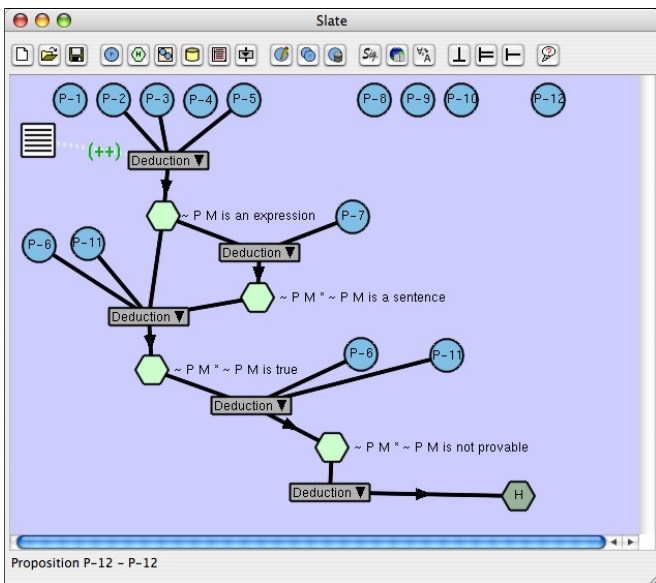 Slate
Sig
P-1 P-2 P-3 P-4 P-5 P-8 P-9 P-10 P-12
(++)
Deduction
~ P M is an expression
P-7
P-6
P-11
Deduction
~ P M * ~ P M is a sentence
Deduction
~ P M * ~ P M is true
P-6
P-11
Deduction
~ P M * ~ P M is not provable
Deduction
H
Proposition P-12 - P-12